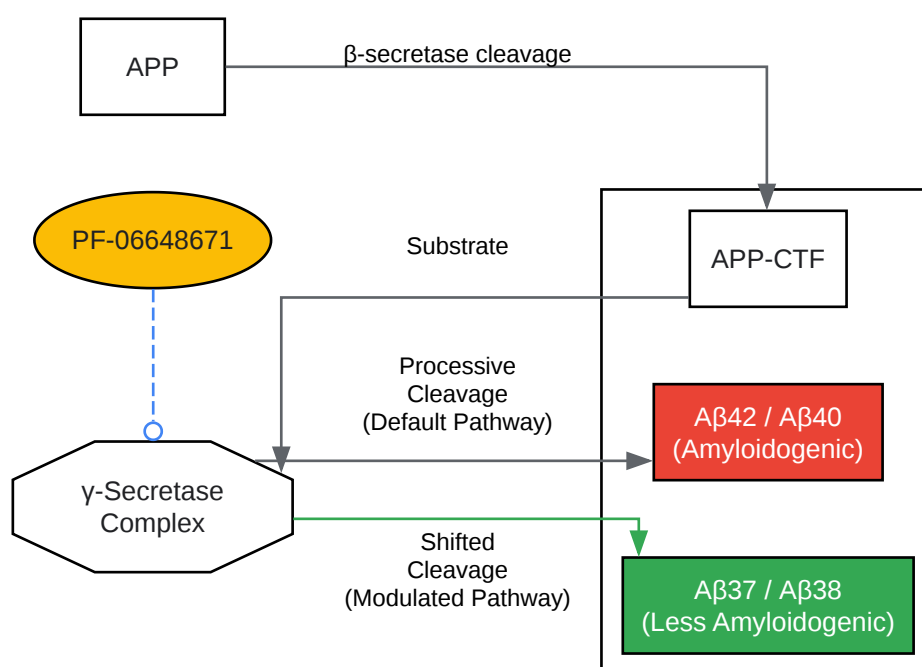 APP
β-secretase cleavage
PF-06648671
Substrate
APP-CTF
Processive
Cleavage
(Default Pathway)
Aβ42 / Aβ40
(Amyloidogenic)
γ-Secretase
Complex
Shifted
Cleavage
(Modulated Pathway)
Aβ37 / Aβ38
(Less Amyloidogenic)